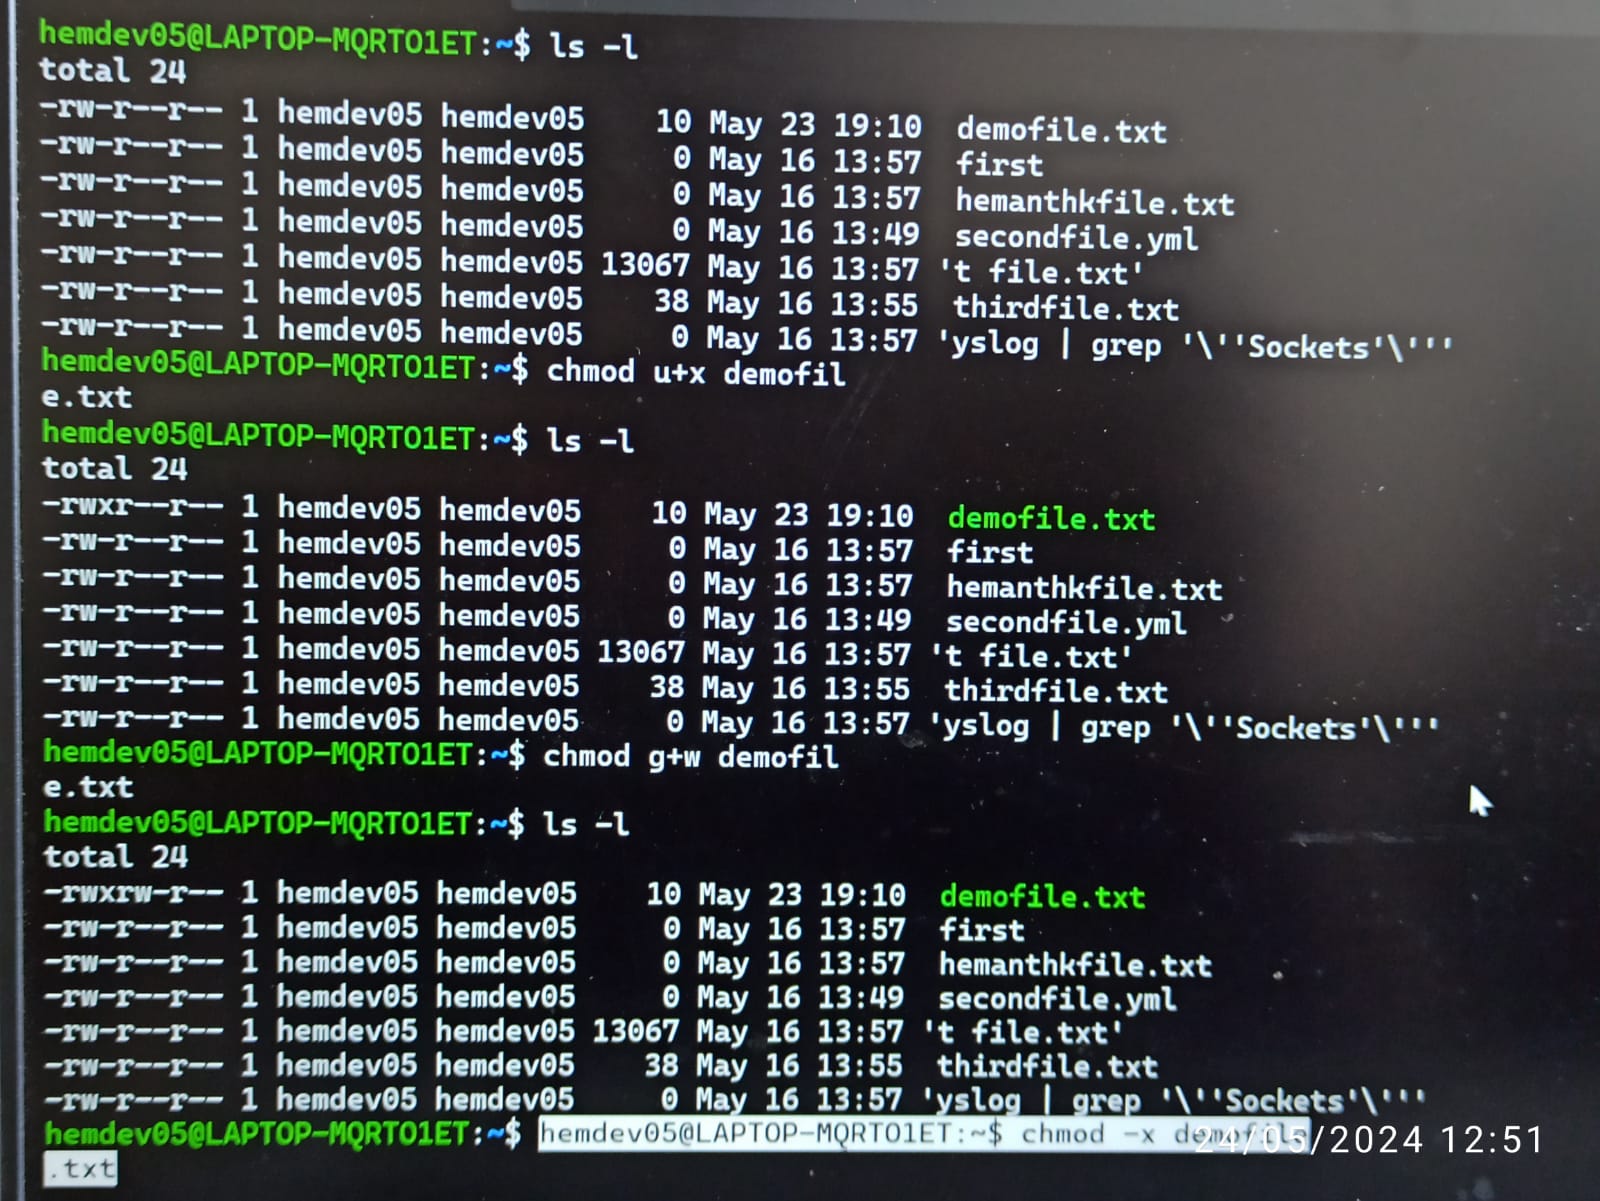 hemdev05@LAPTOP-MQRTO1ET:~$ ls -l
total 24
-rw-r--r-- 1 hemdev05 hemdev05    10 May 23 19:10  demofile.txt
-rw-r--r-- 1 hemdev05 hemdev05     0 May 16 13:57  first
-rw-r--r-- 1 hemdev05 hemdev05     0 May 16 13:57  hemanthkfile.txt
-rw-r--r-- 1 hemdev05 hemdev05     0 May 16 13:49  secondfile.yml
-rw-r--r-- 1 hemdev05 hemdev05 13067 May 16 13:57 't file.txt'
-rw-r--r-- 1 hemdev05 hemdev05    38 May 16 13:55  thirdfile.txt
-rw-r--r-- 1 hemdev05 hemdev05     0 May 16 13:57 'yslog | grep '\''Sockets'\'''
hemdev05@LAPTOP-MQRTO1ET:~$ chmod u+x demofil
e.txt
hemdev05@LAPTOP-MQRTO1ET:~$ ls -l
total 24
-rwxr--r-- 1 hemdev05 hemdev05    10 May 23 19:10  demofile.txt
-rw-r--r-- 1 hemdev05 hemdev05     0 May 16 13:57  first
-rw-r--r-- 1 hemdev05 hemdev05     0 May 16 13:57  hemanthkfile.txt
-rw-r--r-- 1 hemdev05 hemdev05     0 May 16 13:49  secondfile.yml
-rw-r--r-- 1 hemdev05 hemdev05 13067 May 16 13:57 't file.txt'
-rw-r--r-- 1 hemdev05 hemdev05    38 May 16 13:55  thirdfile.txt
-rw-r--r-- 1 hemdev05 hemdev05     0 May 16 13:57 'yslog | grep '\''Sockets'\'''
hemdev05@LAPTOP-MQRTO1ET:~$ chmod g+w demofil
e.txt
hemdev05@LAPTOP-MQRTO1ET:~$ ls -l
total 24
-rwxrw-r-- 1 hemdev05 hemdev05    10 May 23 19:10  demofile.txt
-rw-r--r-- 1 hemdev05 hemdev05     0 May 16 13:57  first
-rw-r--r-- 1 hemdev05 hemdev05     0 May 16 13:57  hemanthkfile.txt
-rw-r--r-- 1 hemdev05 hemdev05     0 May 16 13:49  secondfile.yml
-rw-r--r-- 1 hemdev05 hemdev05 13067 May 16 13:57 't file.txt'
-rw-r--r-- 1 hemdev05 hemdev05    38 May 16 13:55  thirdfile.txt
-rw-r--r-- 1 hemdev05 hemdev05     0 May 16 13:57 'yslog | grep '\''Sockets'\'''
hemdev05@LAPTOP-MQRTO1ET:~$ hemdev05@LAPTOP-MQRTO1ET:~$ chmod -x
.txt
24/05/2024 12:51